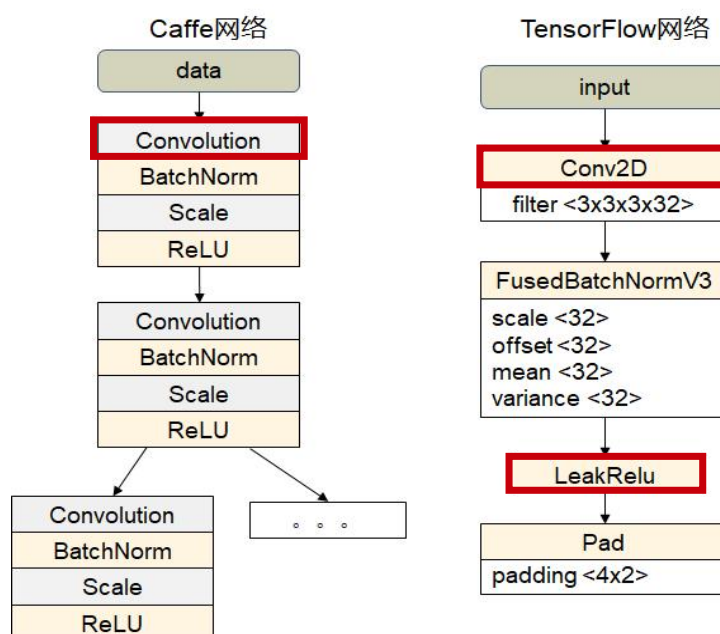 Caffe网络
data
Convolution
BatchNorm
Scale
ReLU
Convolution
BatchNorm
Scale
ReLU
Convolution
BatchNorm
Scale
ReLU
。。。
TensorFlow网络
input
Conv2D
filter <3x3x3x32>
FusedBatchNormV3
scale <32>
offset <32>
mean <32>
variance <32>
LeakRelu
Pad
padding <4x2>